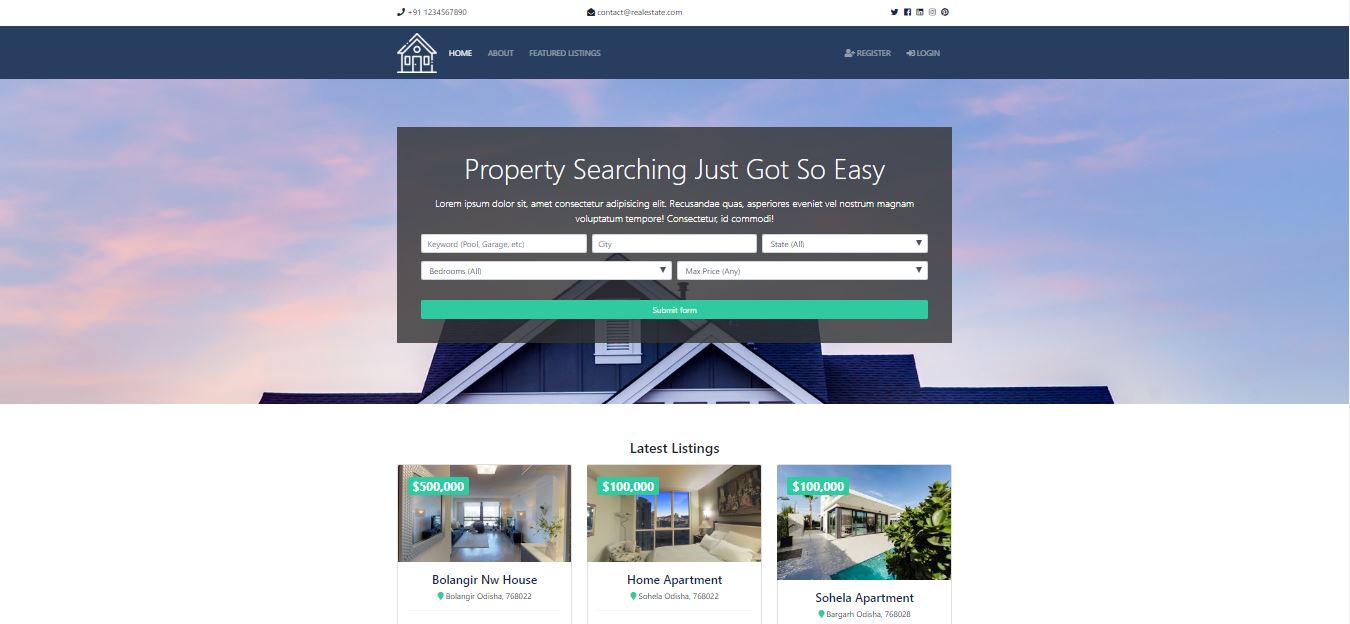 +91 1234567890
contact@realestate.com
HOME
ABOUT
FEATURED LISTINGS
REGISTER
LOGIN
Property Searching Just Got So Easy
Lorem ipsum dolor sit, amet consectetur adipisicing elit. Recusandae quas, asperiores eveniet vel nostrum magnam
voluptatum tempore! Consectetur, id commodi!
Keyword (Pool, Garage, etc)
City
State (All)
Bedrooms (All)
Max Price (Any)
Submit form
Latest Listings
$500,000
$100,000
$100,000
Bolangir Nw House
Bolangir Odisha, 768022
Home Apartment
Sohela Odisha, 768022
Sohela Apartment
Bargarh Odisha, 768028